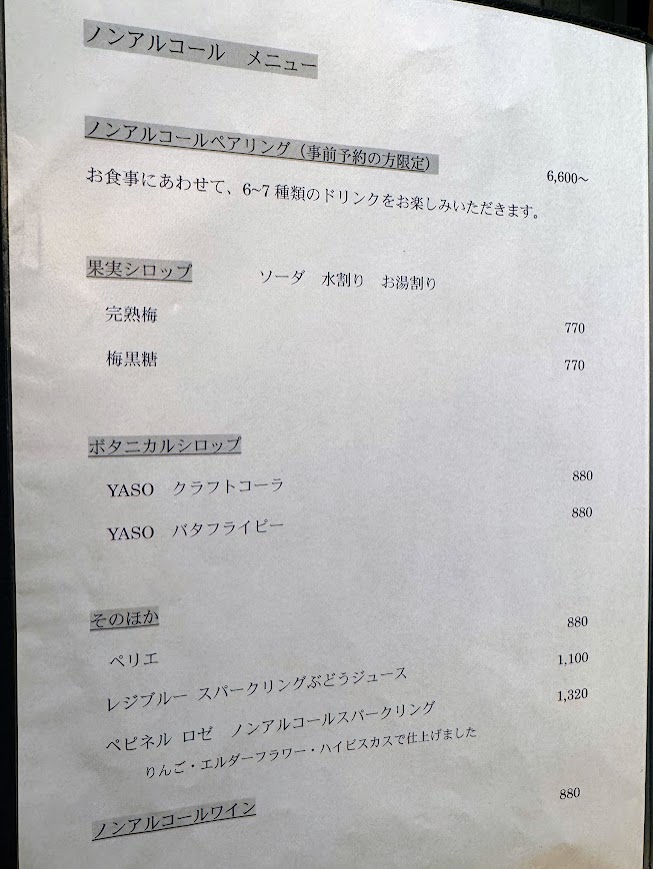 ノンアルコール　メニュー
ノンアルコールペアリング（事前予約の方限定）
お食事にあわせて、6~7 種類のドリンクをお楽しみいただきます。 6,600～
果実シロップ　ソーダ　水割り　お湯割り
完熟梅 770
梅黒糖 770
ボタニカルシロップ
YASO　クラフトコーラ 880
YASO　バタフライピー 880
そのほか
ペリエ 880
レジブルー スパークリングぶどうジュース 1,100
ペピネル ロゼ　ノンアルコールスパークリング 1,320
りんご・エルダーフラワー・ハイビスカスで仕上げました
ノンアルコールワイン 880